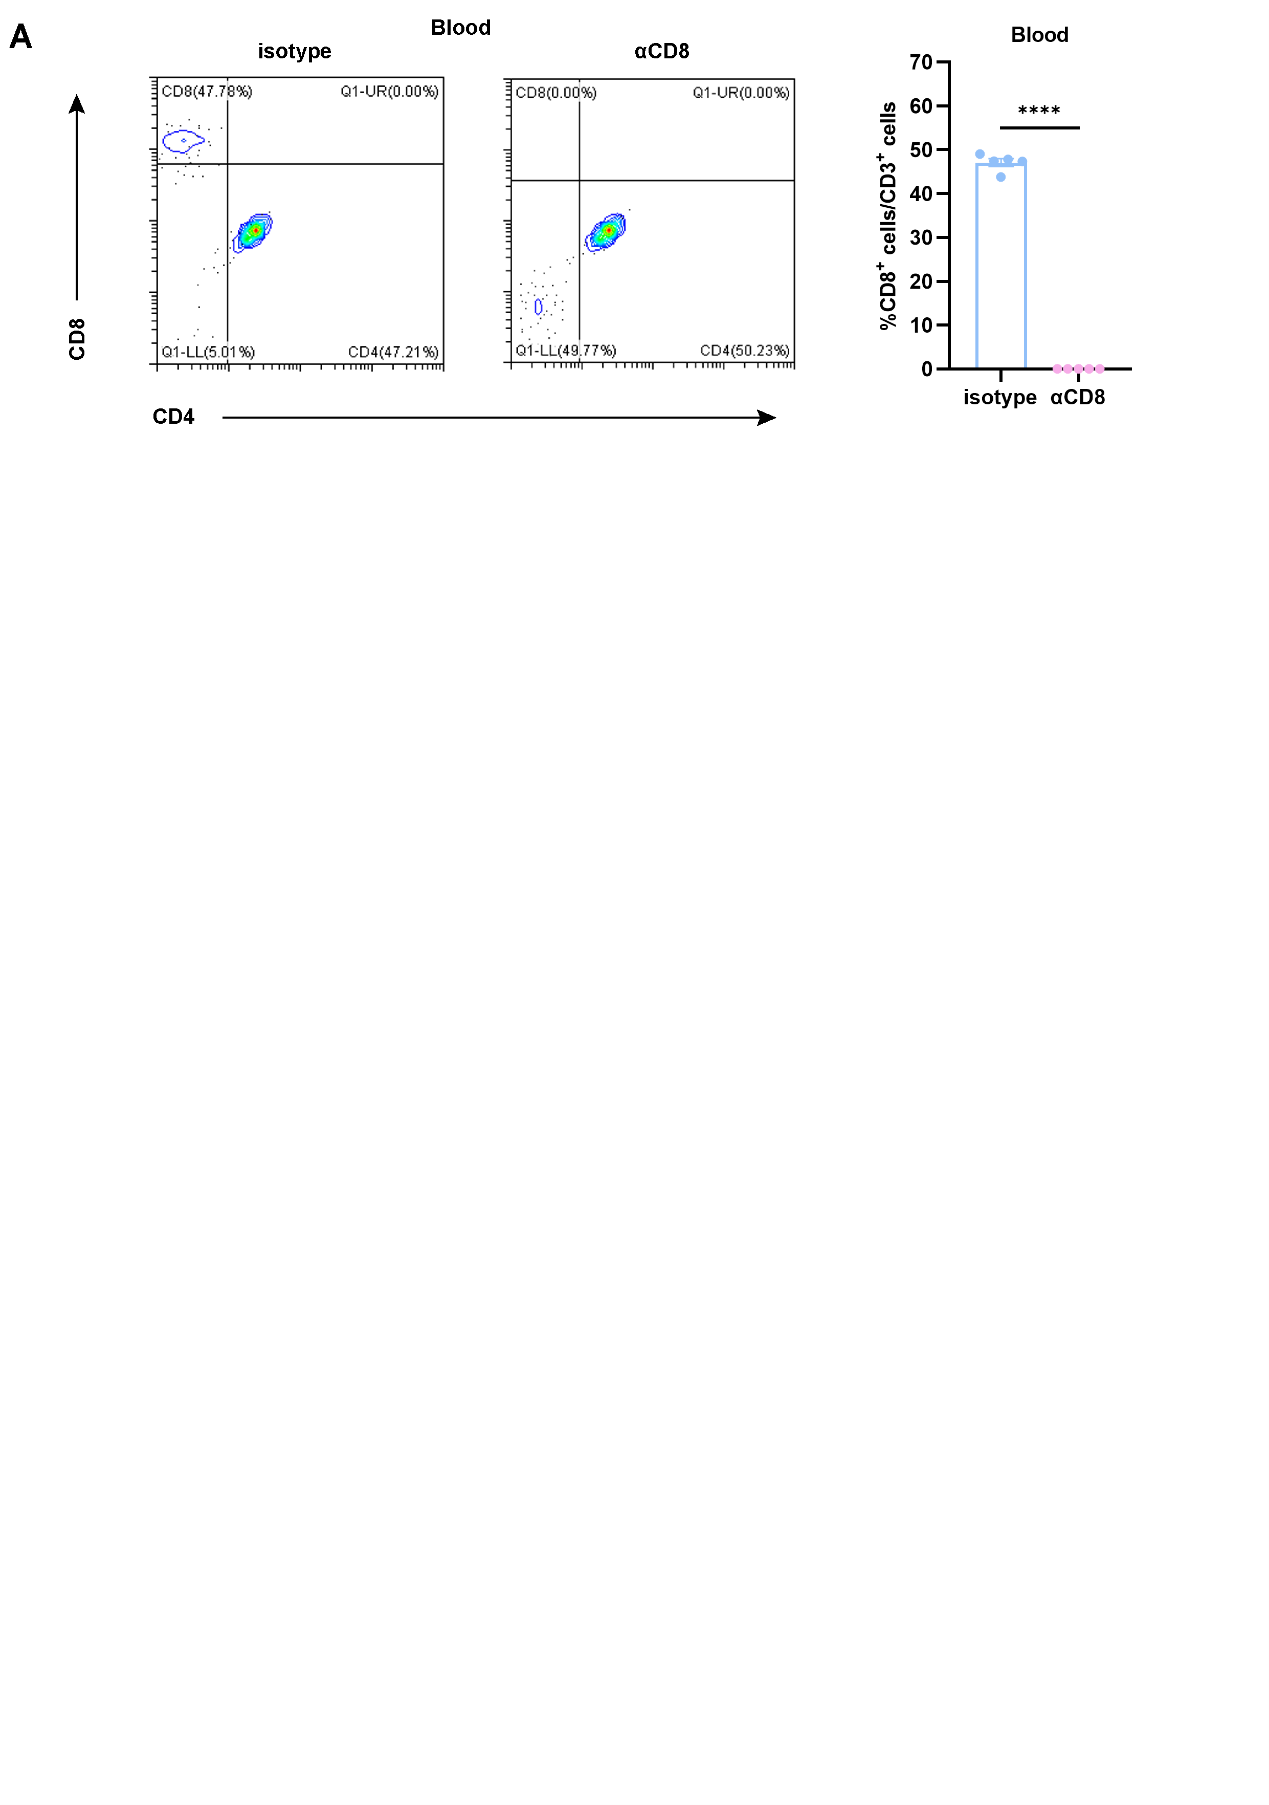 A
Blood
isotype
αCD8
CD8(47.78%)
Q1-UR(0.00%)
Q1-LL(5.01%)
CD4(47.21%)
CD8(0.00%)
Q1-UR(0.00%)
Q1-LL(49.77%)
CD4(50.23%)
CD8
CD4
Blood
%CD8+ cells/CD3+ cells
70
60
50
40
30
20
10
0
****
isotype
αCD8